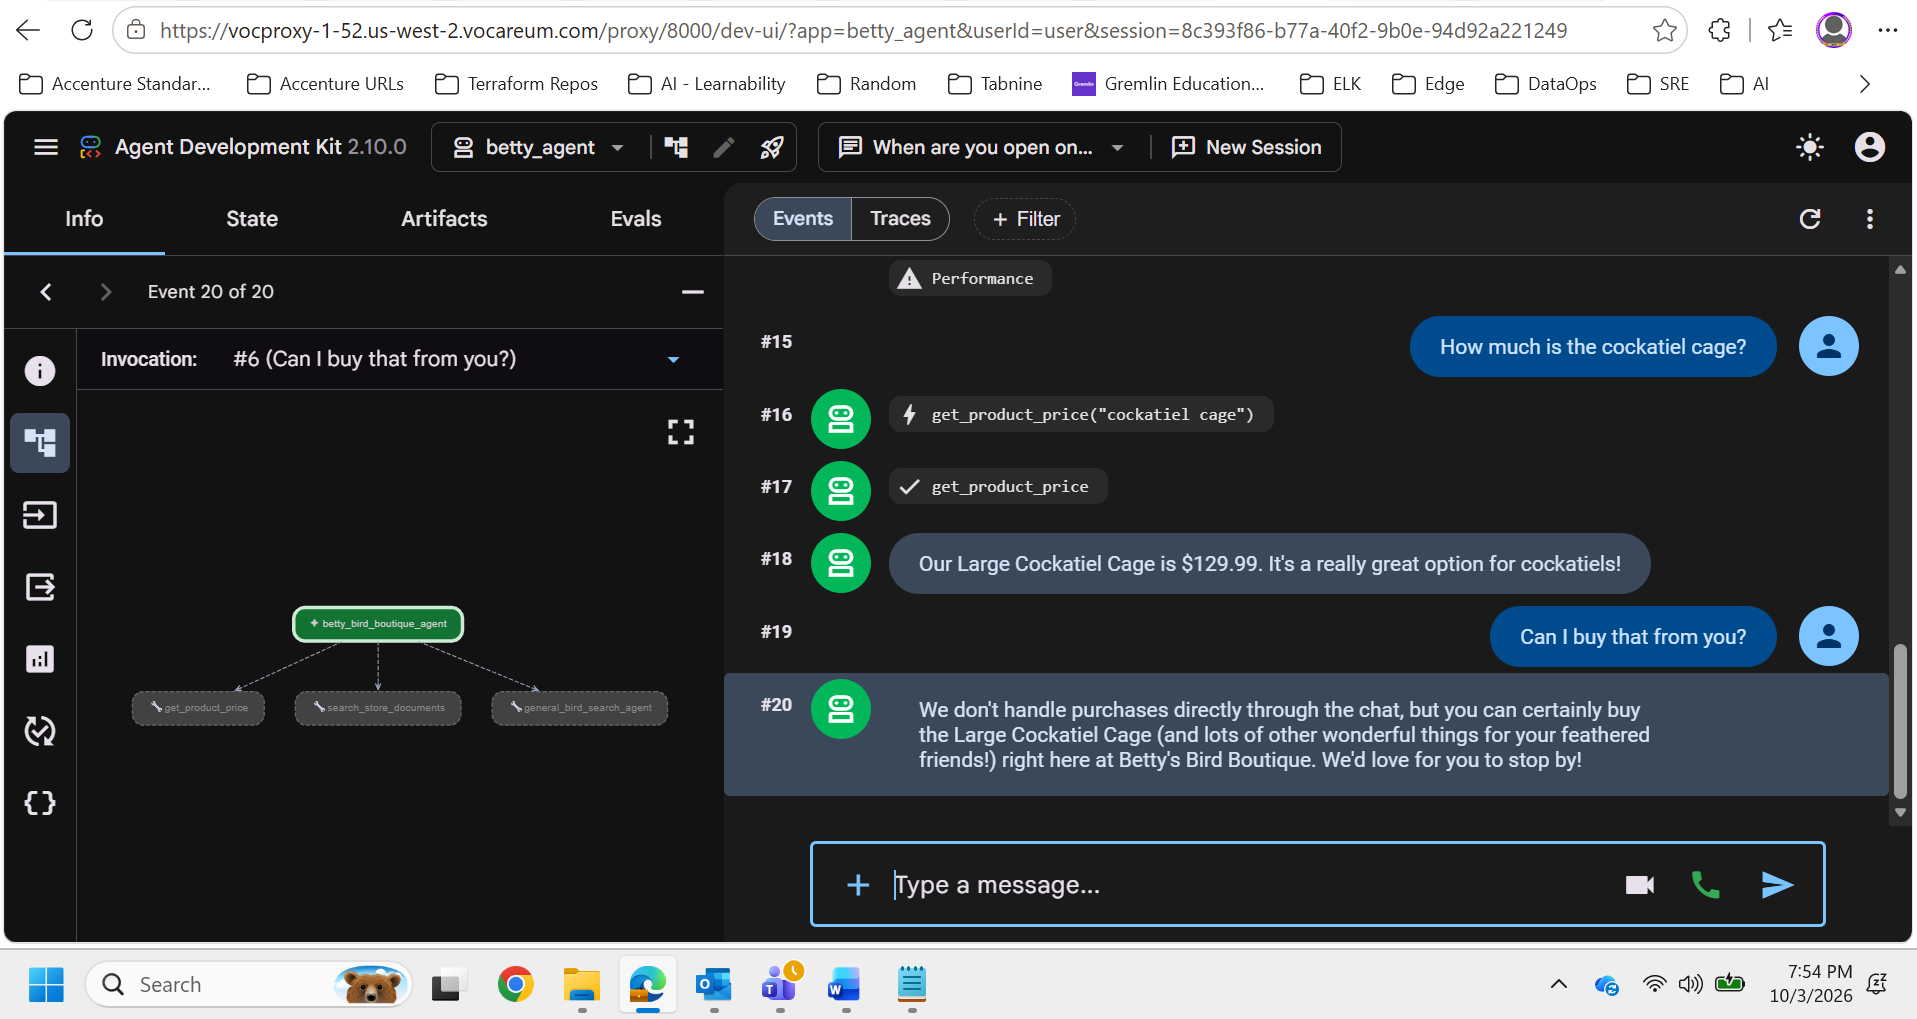 https://vocproxy-1-52.us-west-2.vocareum.com/proxy/8000/dev-ui/?app=betty_agent&userId=user&session=8c393f86-b77a-40f2-9b0e-94d92a221249
Accenture Standar... Accenture URLs Terraform Repos AI - Learnability Random Tabnine Gremlin Gremlin Education... ELK Edge DataOps SRE AI
Agent Development Kit 2.10.0 betty_agent When are you open on... New Session
Info State Artifacts Evals
Events Traces + Filter
Event 20 of 20
Invocation: #6 (Can I buy that from you?)
betty_bird_boutique_agent
get_product_price search_store_documents general_bird_search_agent
Performance
#15 How much is the cockatiel cage?
#16 get_product_price("cockatiel cage")
#17 get_product_price
#18 Our Large Cockatiel Cage is $129.99. It's a really great option for cockatiels!
#19 Can I buy that from you?
#20 We don't handle purchases directly through the chat, but you can certainly buy
the Large Cockatiel Cage (and lots of other wonderful things for your feathered
friends!) right here at Betty's Bird Boutique. We'd love for you to stop by!
Type a message...
Search
7:54 PM
10/3/2026